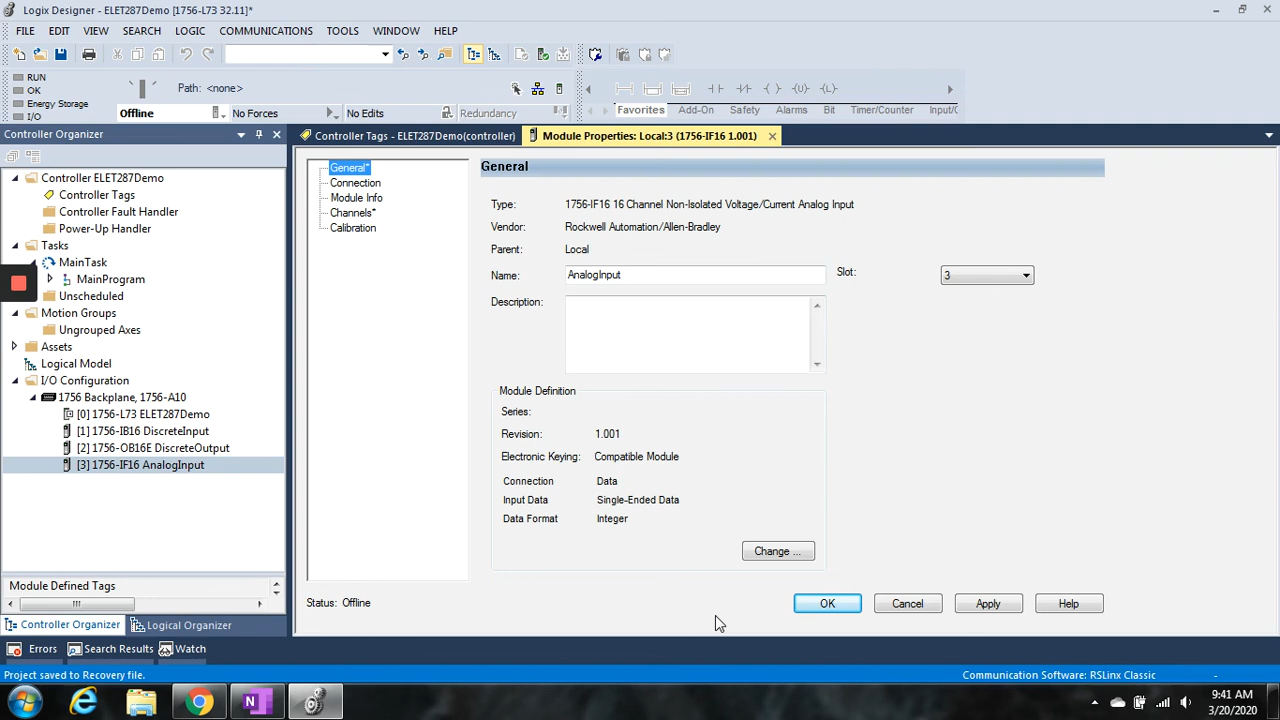 Logix Designer - ELET287Demo [1756-L73 32.11]*
FILE EDIT VIEW SEARCH LOGIC COMMUNICATIONS TOOLS WINDOW HELP
RUN
OK
Energy Storage
I/O
Path: <none>
Offline No Forces No Edits Redundancy
Favorites Add-On Safety Alarms Bit Timer/Counter Input/C
Controller Organizer
Controller Tags - ELET287Demo(controller) Module Properties: Local:3 (1756-IF16 1.001)
Controller ELET287Demo
Controller Tags
Controller Fault Handler
Power-Up Handler
Tasks
MainTask
MainProgram
Unscheduled
Motion Groups
Ungrouped Axes
Assets
Logical Model
I/O Configuration
1756 Backplane, 1756-A10
[0] 1756-L73 ELET287Demo
[1] 1756-IB16 DiscreteInput
[2] 1756-OB16E DiscreteOutput
[3] 1756-IF16 AnalogInput
Module Defined Tags
Controller Organizer Logical Organizer
General*
Connection
Module Info
Channels*
Calibration
General
Type: 1756-IF16 16 Channel Non-Isolated Voltage/Current Analog Input
Vendor: Rockwell Automation/Allen-Bradley
Parent: Local
Name: AnalogInput Slot: 3
Description:
Module Definition
Series:
Revision: 1.001
Electronic Keying: Compatible Module
Connection Data
Input Data Single-Ended Data
Data Format Integer
Change ...
Status: Offline
OK Cancel Apply Help
Errors Search Results Watch
Project saved to Recovery file. Communication Software: RSLinx Classic
9:41 AM
3/20/2020